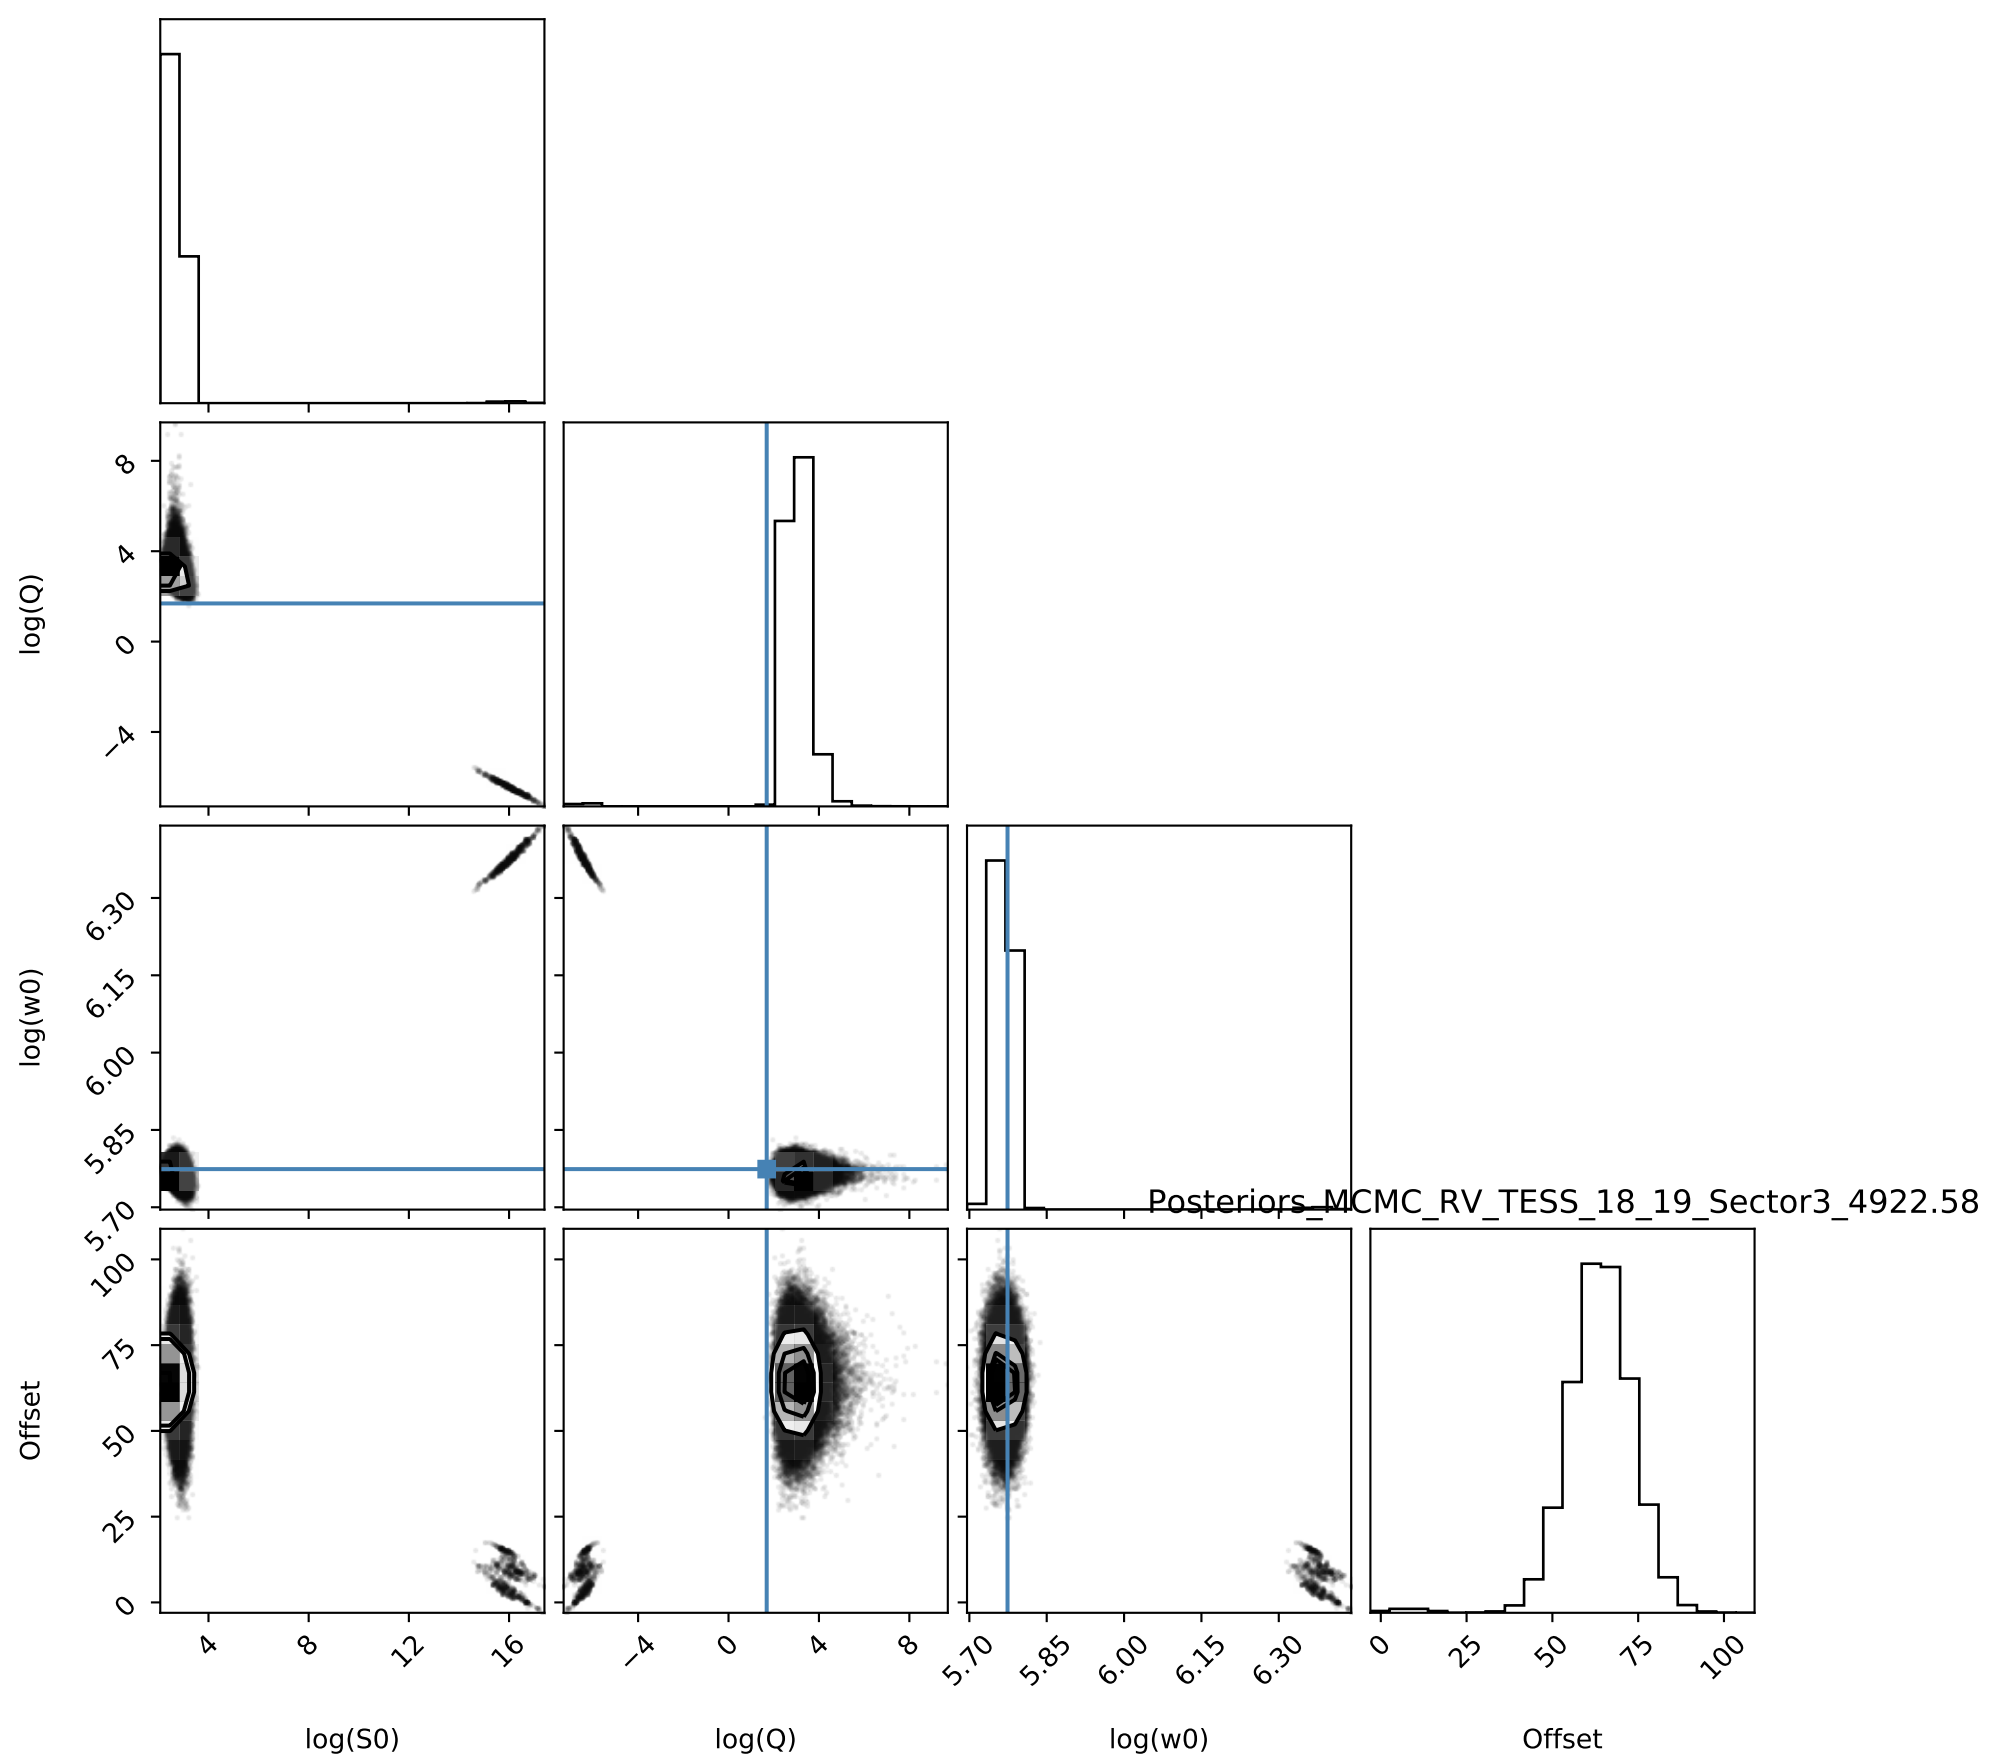 8
4
0
−4
log(Q)
6.30
6.15
6.00
5.85
5.70
log(w0)
Posteriors_MCMC_RV_TESS_18_19_Sector3_4922.58
100
75
50
25
0
Offset
4 8 12 16
−4 0 4 8
5.70 5.85 6.00 6.15 6.30
0 25 50 75 100
log(S0) log(Q) log(w0) Offset